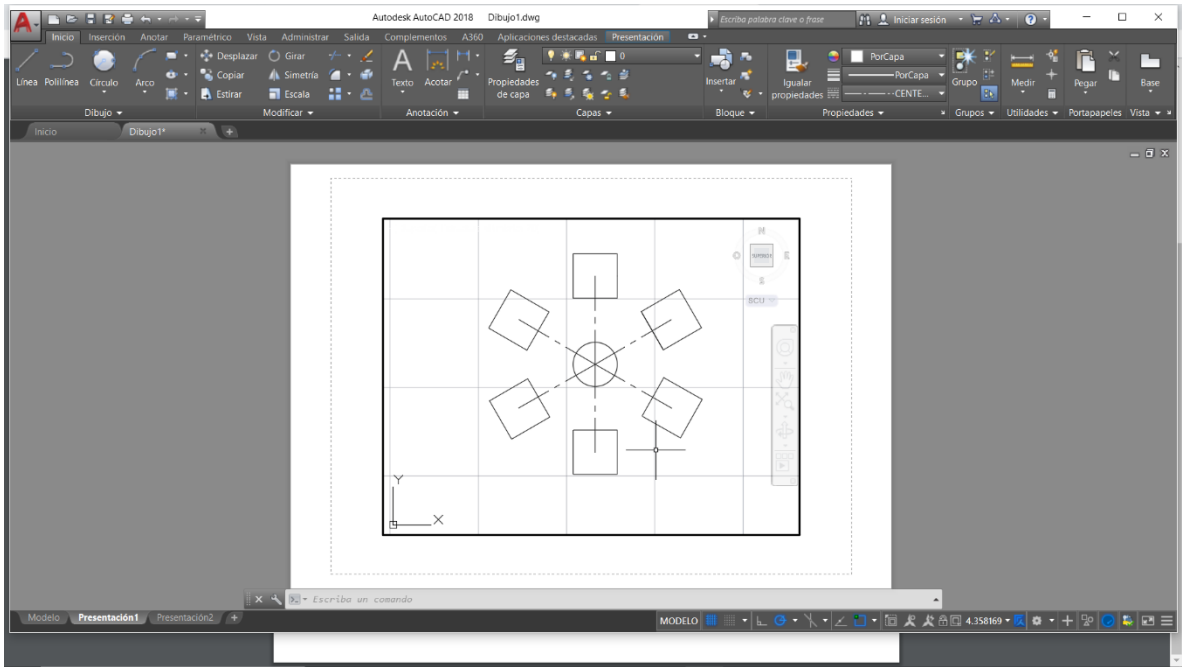 Autodesk AutoCAD 2018 Dibujo1.dwg
Escriba palabra clave o frase
Iniciar sesión
Inicio Inserción Anotar Paramétrico Vista Administrar Salida Complementos A360 Aplicaciones destacadas Presentación
Desplazar Girar
0
PorCapa
Línea Polilínea Círculo Arco
Copiar Simetría
Texto Acotar
Propiedades de capa
Insertar
Igualar propiedades
PorCapa
Grupo Medir Pegar Base
Estirar Escala
CENTE...
Dibujo Modificar Anotación Capas Bloque Propiedades Grupos Utilidades Portapapeles Vista
Inicio Dibujo1*
N
O SUPERIOR E
S
SCU
Y
X
Escriba un comando
Modelo Presentación1 Presentación2
MODELO
4.358169